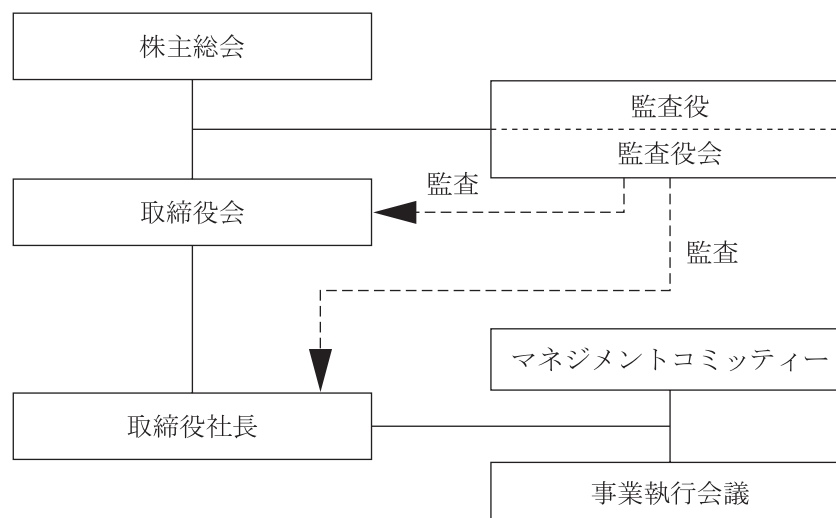 株主総会
監査役
監査役会
監査
取締役会
監査
マネジメントコミッティー
取締役社長
事業執行会議